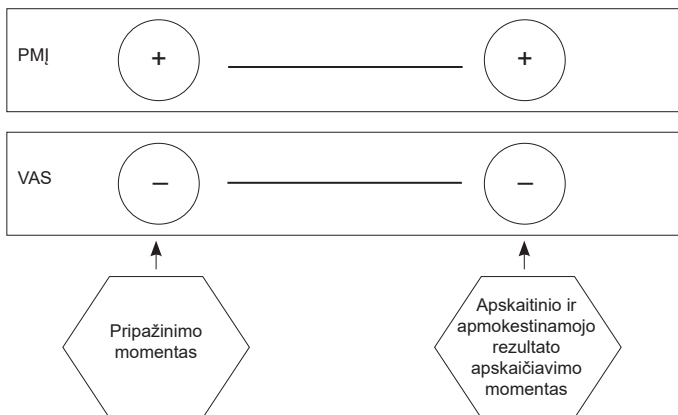 PMĮ
+
+
VAS
–
–
Pripažinimo
momentas
Apskaitinio ir
apmokestinamojo
rezultato
apskaičiavimo
momentas